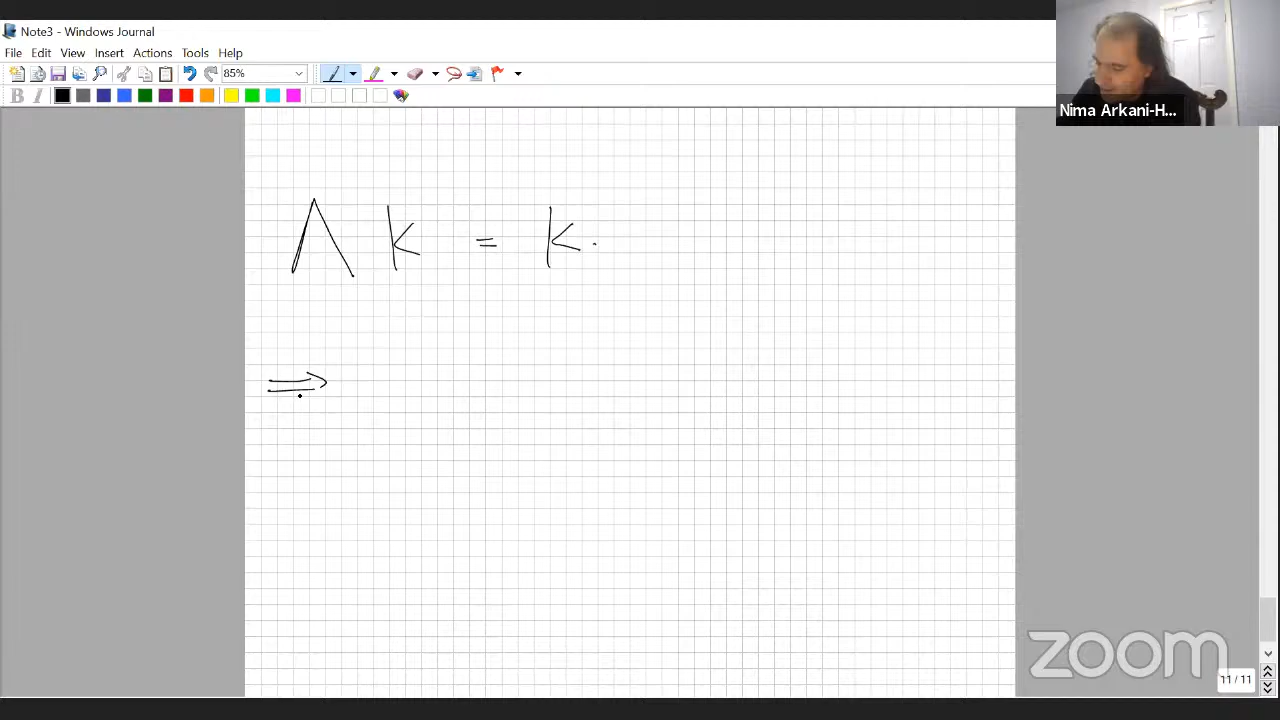 Note3 - Windows Journal
File Edit View Insert Actions Tools Help
85%
B I
Nima Arkani-H...
Λ k = k.
⇒
zoom
11 / 11